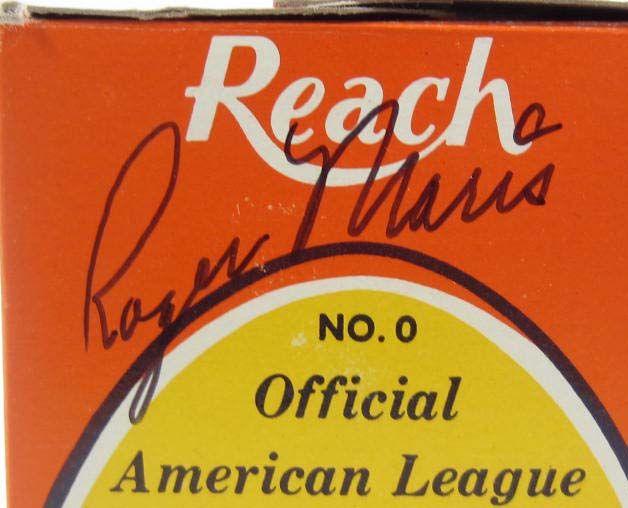 Reach
Roger Maris
NO. 0
Official
American League